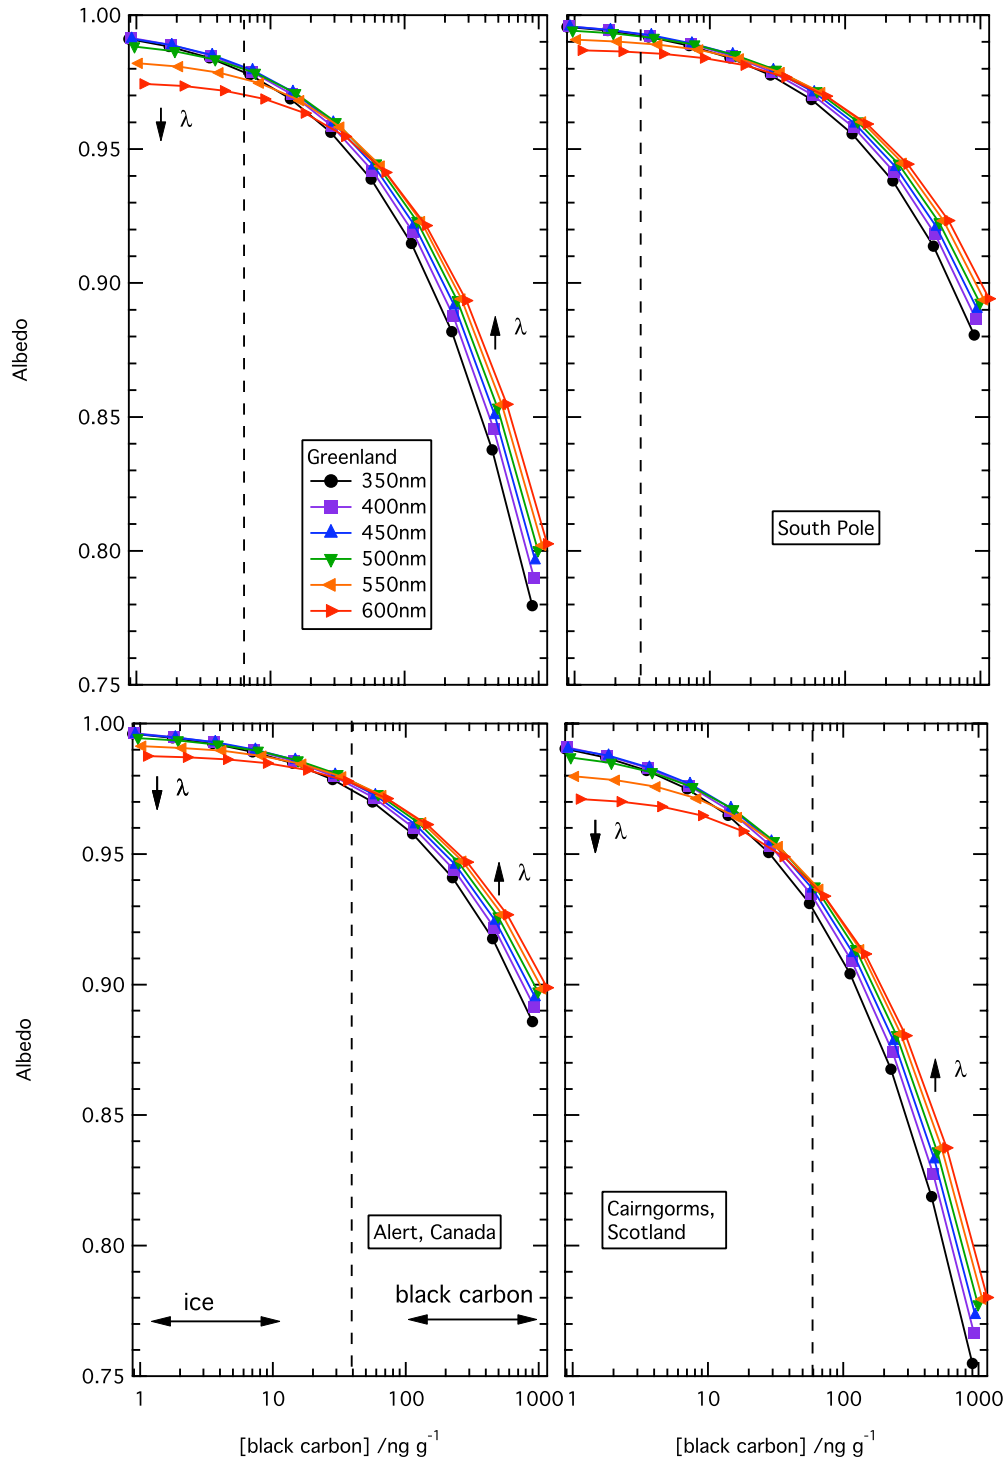 1.00
0.95
0.90
0.85
0.80
0.75
Albedo
λ
λ
Greenland
350nm
400nm
450nm
500nm
550nm
600nm
South Pole
1.00
0.95
0.90
0.85
0.80
0.75
Albedo
λ
λ
Alert, Canada
ice
black carbon
1
10
100
1000
[black carbon] /ng g-1
λ
λ
Cairngorms,
Scotland
1
10
100
1000
[black carbon] /ng g-1